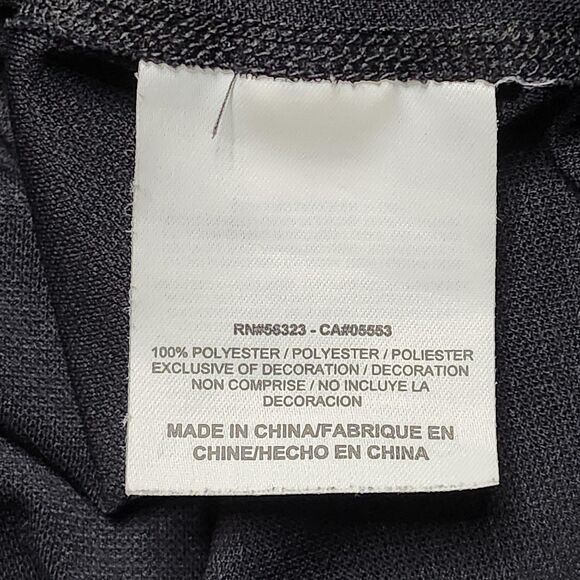 RN#56323 - CA#05553
100% POLYESTER / POLYESTER / POLIESTER
EXCLUSIVE OF DECORATION / DECORATION
NON COMPRISE / NO INCLUYE LA
DECORACION
MADE IN CHINA/FABRIQUE EN
CHINE/HECHO EN CHINA